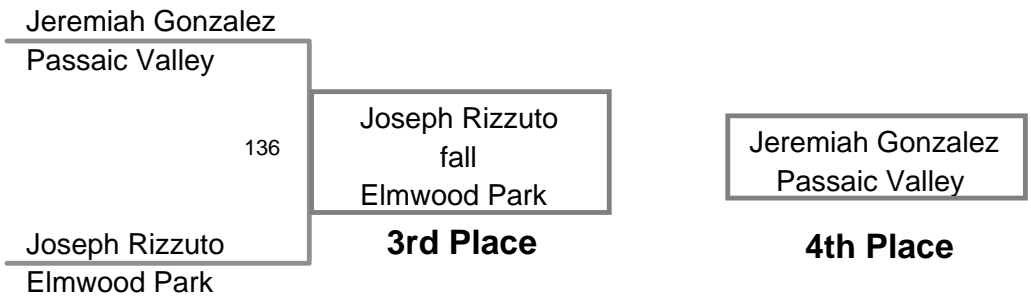 Jeremiah Gonzalez
Passaic Valley
136
Joseph Rizzuto
Elmwood Park
Joseph Rizzuto
fall
Elmwood Park
3rd Place
Jeremiah Gonzalez
Passaic Valley
4th Place